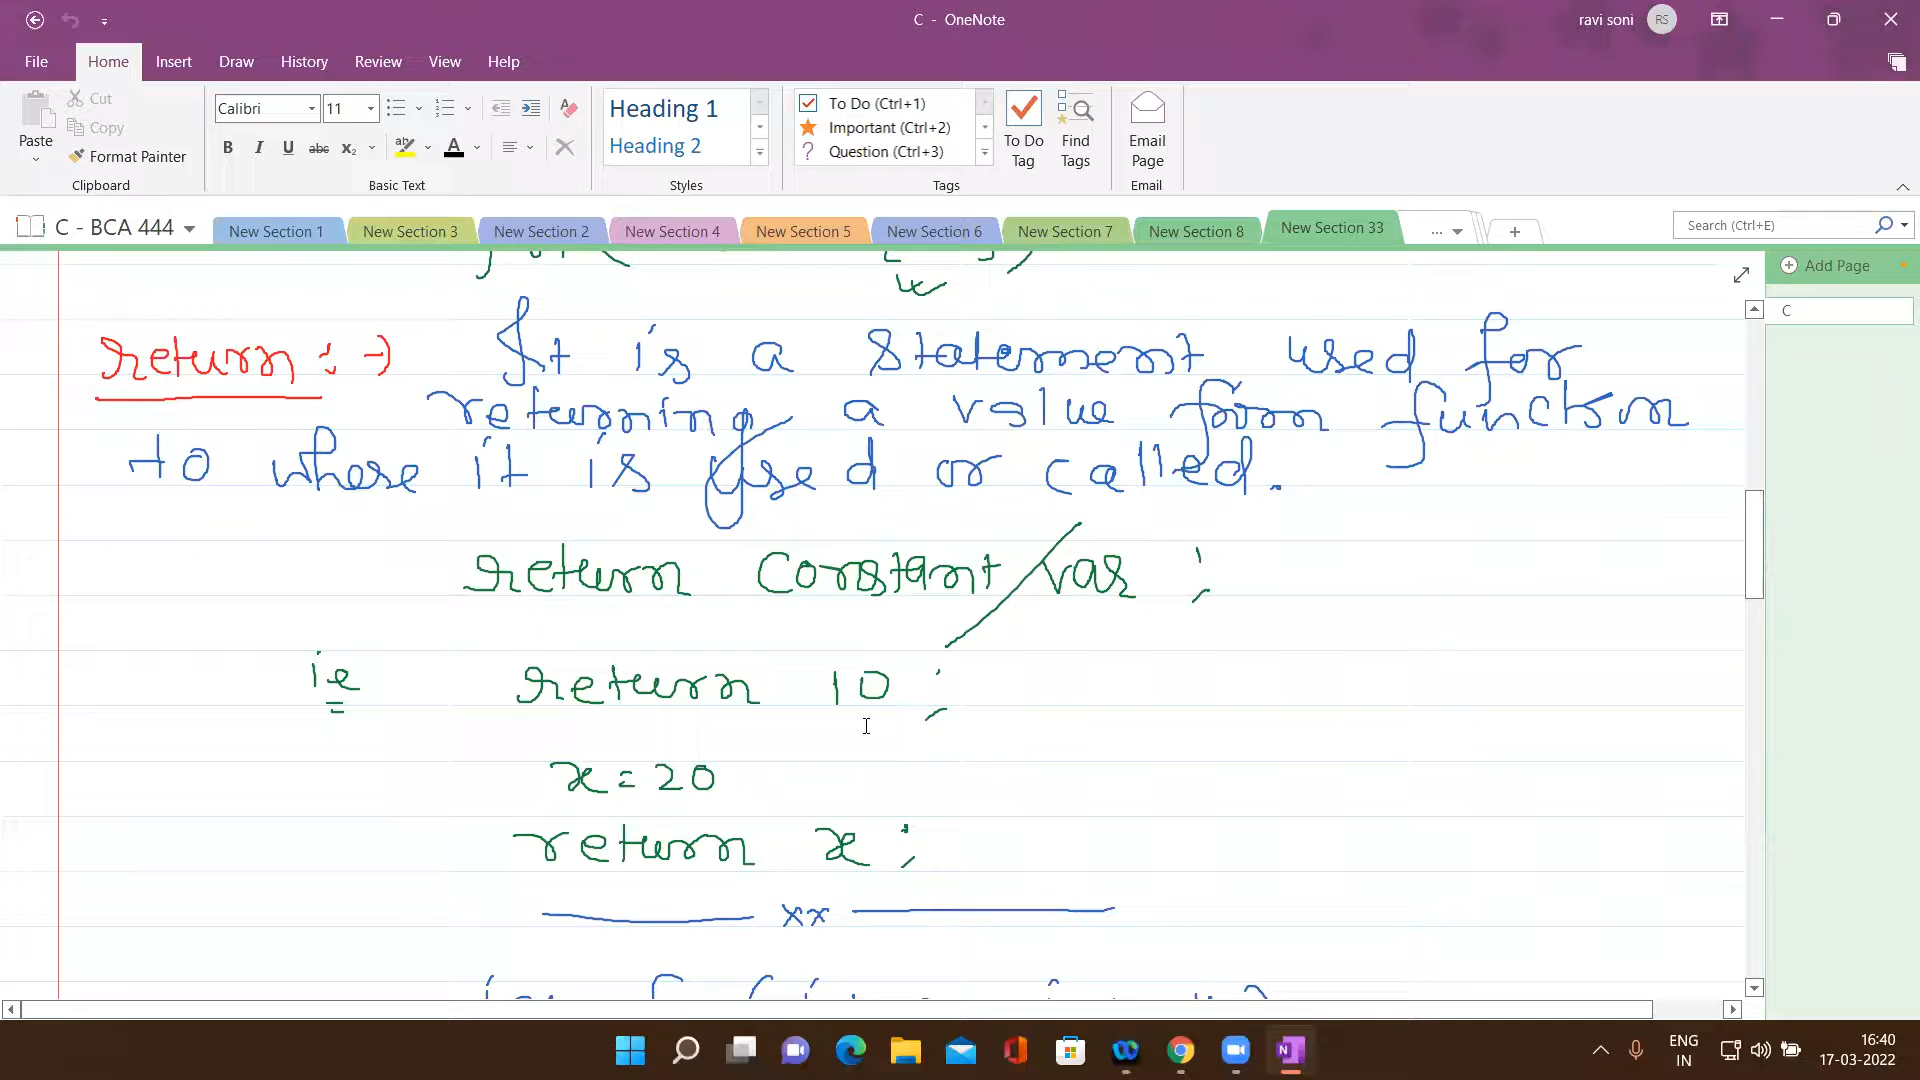 C - OneNote
ravi soni RS
File Home Insert Draw History Review View Help
Cut
Copy
Format Painter
Paste
Clipboard
Calibri 11
B I U abc x₂ ab A
Basic Text
Heading 1
Heading 2
Styles
To Do (Ctrl+1)
Important (Ctrl+2)
Question (Ctrl+3)
Tags
To Do Tag
Find Tags
Email Page
Email
C - BCA 444 New Section 1 New Section 3 New Section 2 New Section 4 New Section 5 New Section 6 New Section 7 New Section 8 New Section 33 ... + Search (Ctrl+E)
Add Page
C
return :-) It is a statement used for
returning a value from function
to where it is used or called.
return Constant/var ;
ie return 10 ;
x = 20
return x ;
xx
ENG
IN
16:40
17-03-2022